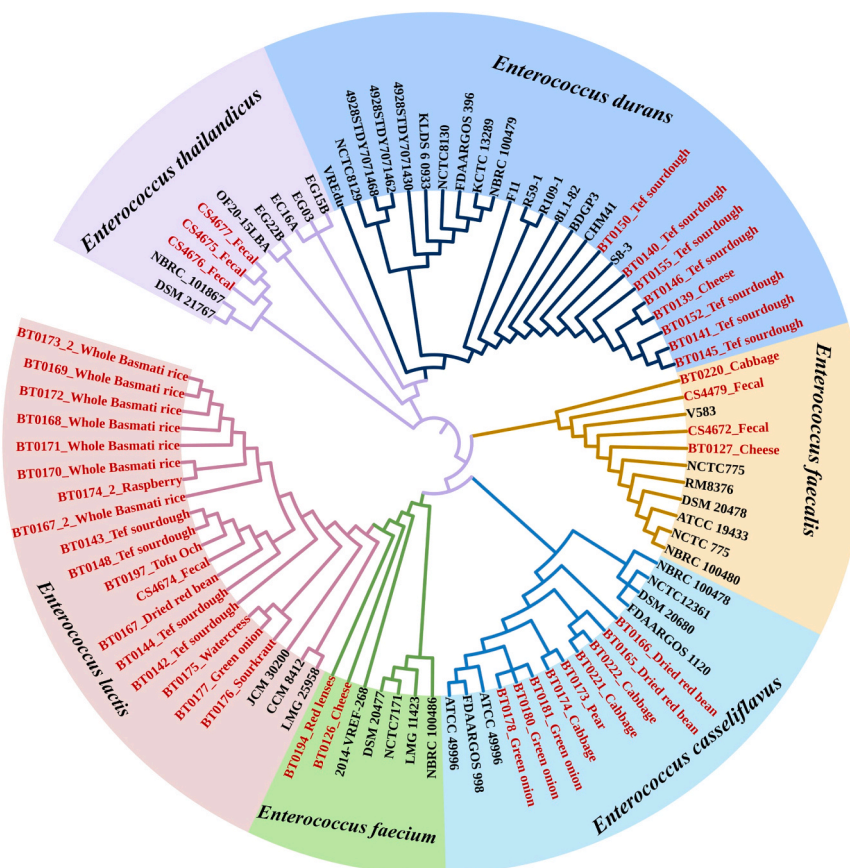 Enterococcus thailandicus
DSM 21767
NBRC_101867
CS4676_Fecal
CS4675_Fecal
CS4677_Fecal
OF20-15LBA
EG22B
EC16A
EG03
EG15B
Enterococcus durans
VREdu
NCTC8129
4928STDY7071468
4928STDY7071462
4928STDY7071430
KLDS 6 0693
NCTC8130
FDAARGOS 396
KCTC 13289
NBRC 100479
F11
R59-1
R109-1
8L1-82
BDGP3
CHM41
BT0150_Tef sourdough
S8-3
BT0140_Tef sourdough
BT0155_Tef sourdough
BT0146_Tef sourdough
BT0139_Cheese
BT0152_Tef sourdough
BT0141_Tef sourdough
BT0145_Tef sourdough
Enterococcus faecalis
BT0220_Cabbage
CS4479_Fecal
V583
CS4672_Fecal
BT0127_Cheese
NCTC775
RM8376
DSM 20478
ATCC 19433
NCTC 775
NBRC 100480
Enterococcus casseliflavus
NBRC 100478
NCTC12361
DSM 20680
FDAARGOS 1120
BT0166_Dried red bean
BT0165_Dried red bean
BT0222_Cabbage
BT0221_Cabbage
BT0173_Pear
BT0174_Cabbage
BT0181_Green onion
BT0180_Green onion
BT0178_Green onion
ATCC 49996
FDAARGOS 998
ATCC 49996
Enterococcus faecium
NBRC 100486
LMG 11423
NCTC7171
DSM 20477
2014-VREF-268
BT0126_Cheese
BT0194_Red lenses
Enterococcus lactis
LMG 25958
CCM 8412
JCM 30200
BT0176_Sourkraut
BT0177_Green onion
BT0175_Watercress
BT0142_Tef sourdough
BT0144_Tef sourdough
BT0167_Dried red bean
CS4674_Fecal
BT0197_Tofu Och
BT0148_Tef sourdough
BT0143_Tef sourdough
BT0167_2_Whole Basmati rice
BT0174_2_Raspberry
BT0170_Whole Basmati rice
BT0171_Whole Basmati rice
BT0168_Whole Basmati rice
BT0172_Whole Basmati rice
BT0169_Whole Basmati rice
BT0173_2_Whole Basmati rice